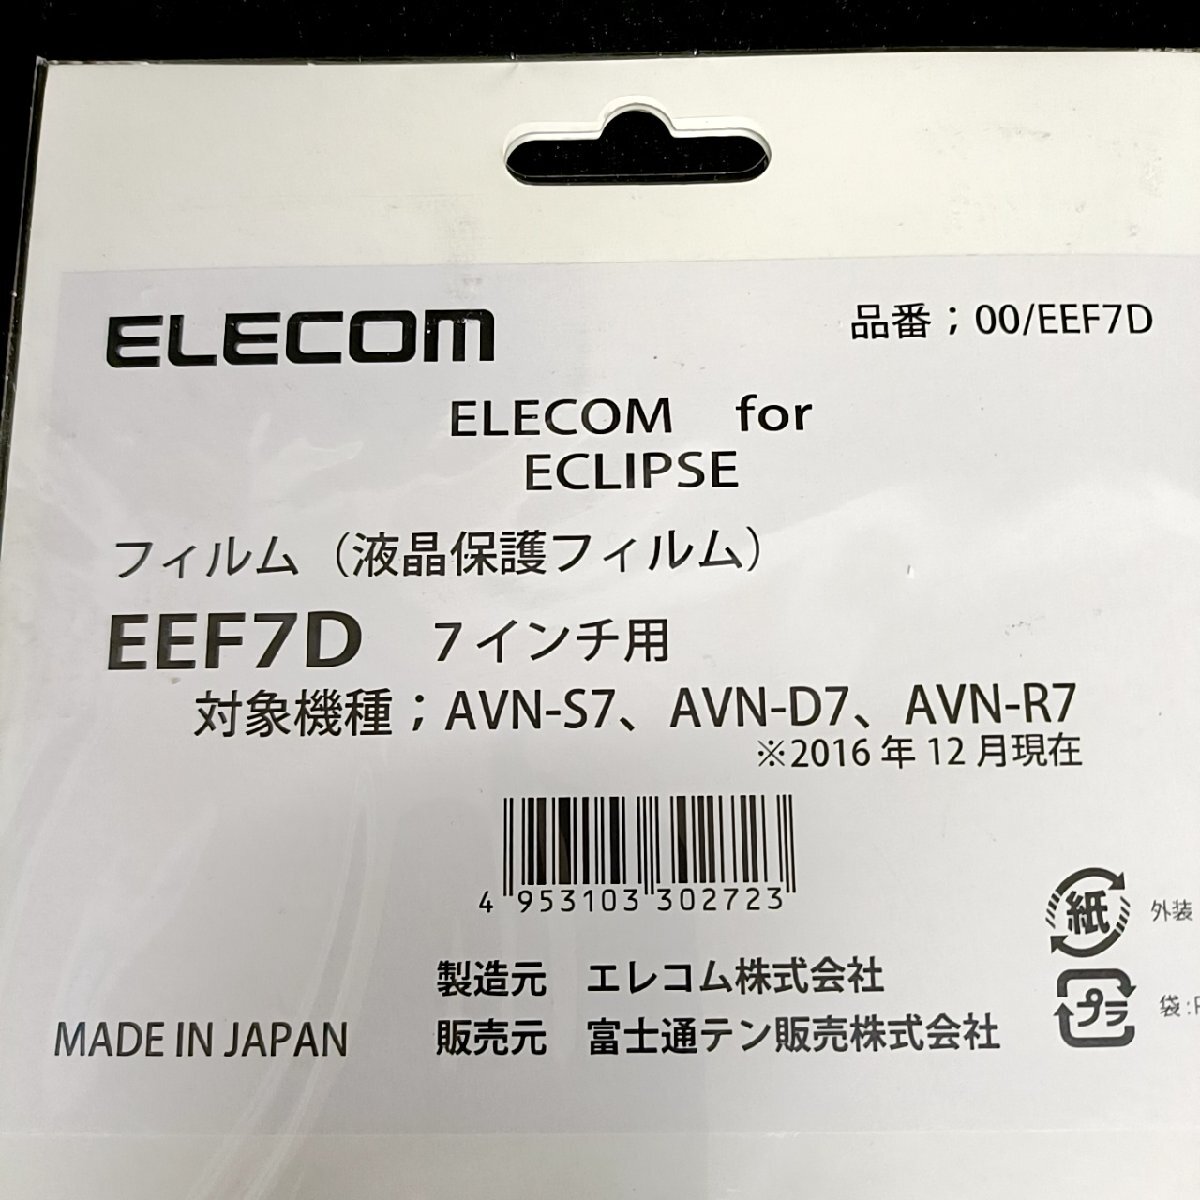 ELECOM
品番；00/EEF7D
ELECOM for
ECLIPSE
フィルム（液晶保護フィルム）
EEF7D 7インチ用
対象機種；AVN-S7、AVN-D7、AVN-R7
※2016年12月現在
4 953103 302723
紙
外装
製造元 エレコム株式会社
プラ
袋:P
MADE IN JAPAN
販売元 富士通テン販売株式会社